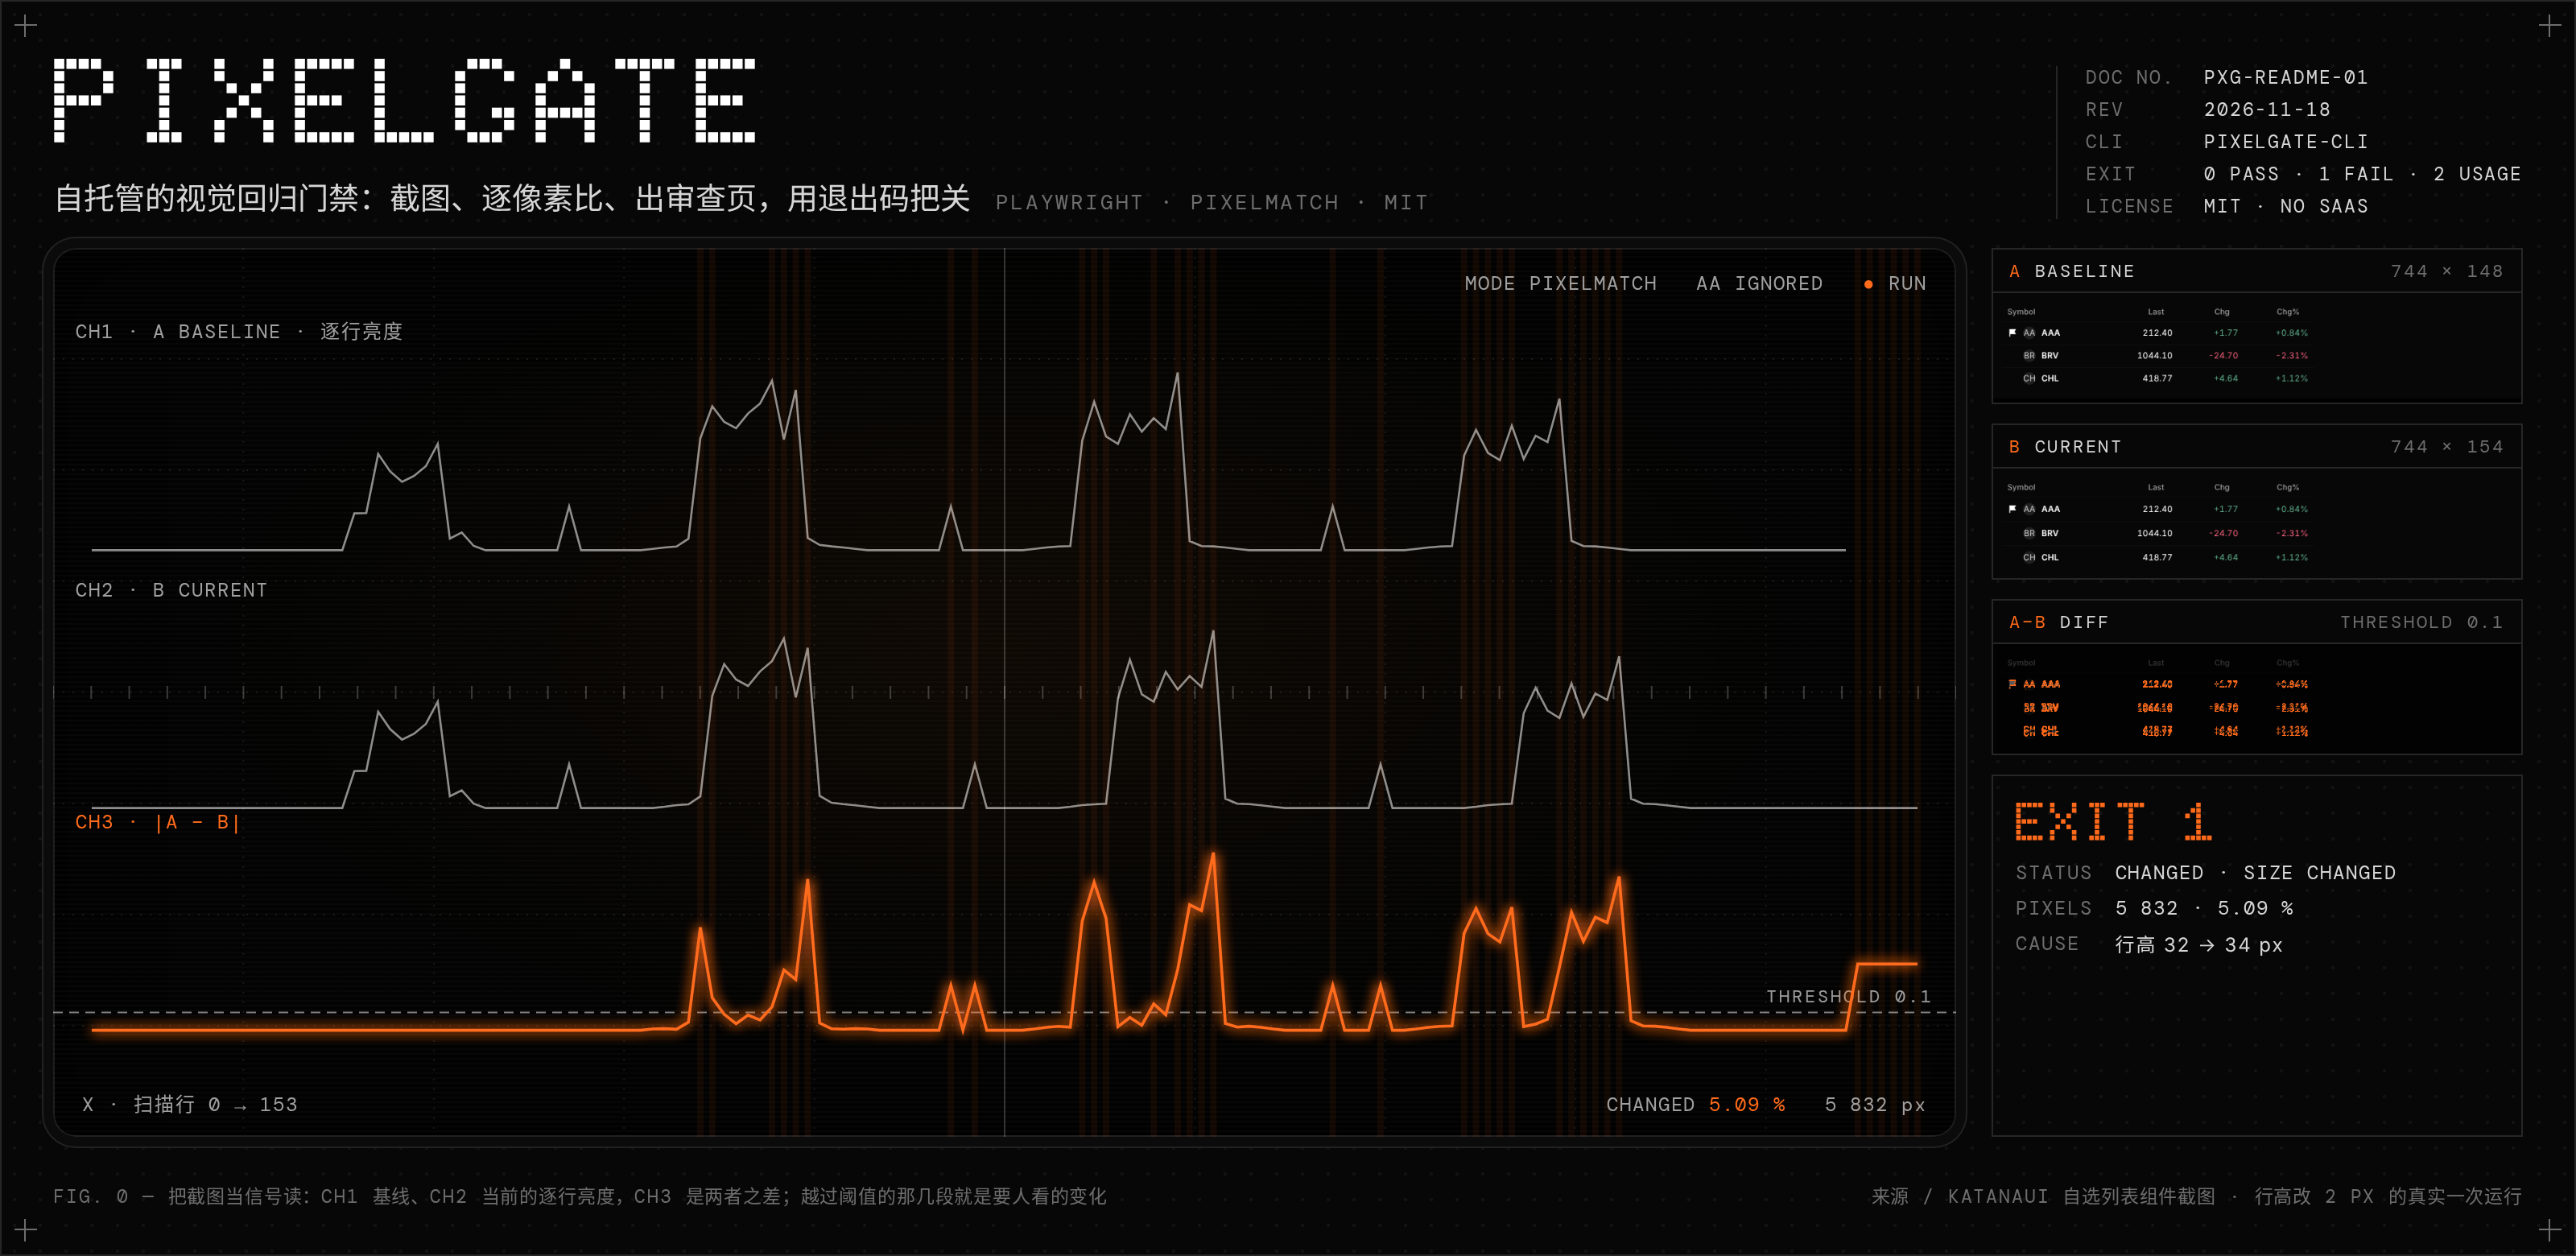 PIXELGATE
自托管的视觉回归门禁：截图、逐像素比、出审查页，用退出码把关 PLAYWRIGHT · PIXELMATCH · MIT
DOC NO. PXG-README-01
REV 2026-11-18
CLI PIXELGATE-CLI
EXIT 0 PASS · 1 FAIL · 2 USAGE
LICENSE MIT · NO SAAS
MODE PIXELMATCH AA IGNORED ● RUN
CH1 · A BASELINE · 逐行亮度
CH2 · B CURRENT
CH3 · |A − B|
THRESHOLD 0.1
X · 扫描行 0 → 153
CHANGED 5.09 % 5 832 px
A BASELINE 744 × 148
Symbol Last Chg Chg%
AA AAA 212.40 +1.77 +0.84%
BR BRV 1044.10 -24.70 -2.31%
CH CHL 418.77 +4.64 +1.12%
B CURRENT 744 × 154
Symbol Last Chg Chg%
AA AAA 212.40 +1.77 +0.84%
BR BRV 1044.10 -24.70 -2.31%
CH CHL 418.77 +4.64 +1.12%
A−B DIFF THRESHOLD 0.1
Symbol Last Chg Chg%
AA AAA 212.40 +1.77 +0.84%
EXIT 1
STATUS CHANGED · SIZE CHANGED
PIXELS 5 832 · 5.09 %
CAUSE 行高 32 → 34 px
FIG. 0 — 把截图当信号读：CH1 基线、CH2 当前的逐行亮度，CH3 是两者之差；越过阈值的那几段就是要人看的变化
来源 / KATANAUI 自选列表组件截图 · 行高改 2 PX 的真实一次运行